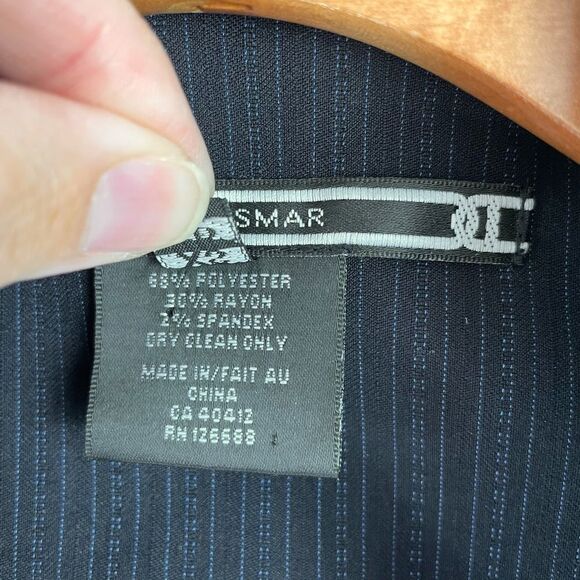 SMAR
68% POLYESTER
30% RAYON
2% SPANDEX
DRY CLEAN ONLY
MADE IN/FAIT AU
CHINA
CA 40412
RN 126688